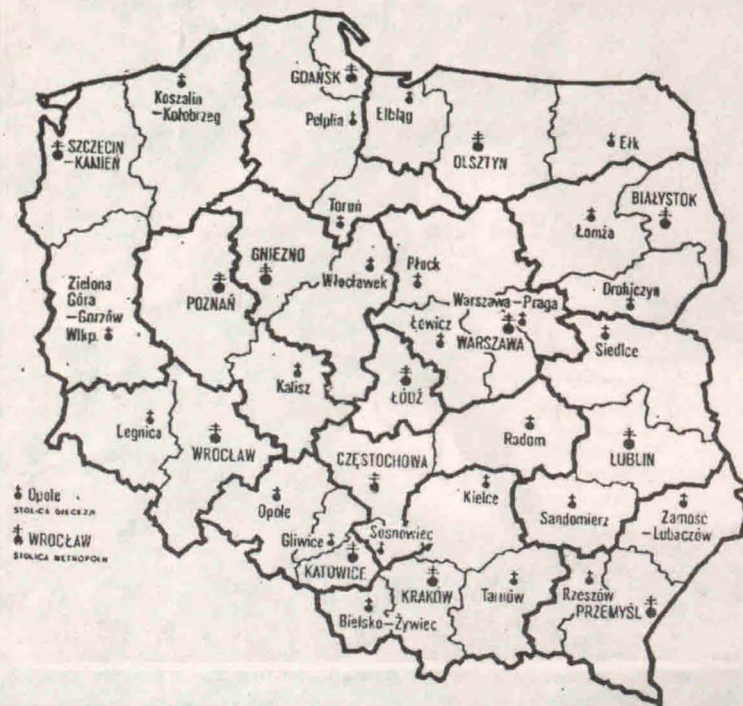 GDAŃSK
Koszalin
-Kołobrzeg
Elbląg
Pelplin
SZCZECIN
-KAMIEŃ
OLSZTYN
Ełk
BIAŁYSTOK
Toruń
Łomża
GNIEZNO
Włocławek
Płock
Zielona
Góra
-Gorzów
Wlkp.
POZNAŃ
Drohiczyn
Warszawa-Praga
Łowicz
WARSZAWA
Siedlce
Kalisz
ŁÓDŹ
Legnica
WROCŁAW
Radom
LUBLIN
CZĘSTOCHOWA
Opole
STOLICA DIECEZJI
Opole
Kielce
Sandomierz
Zamość
-Lubaczów
WROCŁAW
STOLICA METROPOLII
Gliwice
Sosnowiec
KATOWICE
KRAKÓW
Tarnów
Rzeszów
PRZEMYŚL
Bielsko-Żywiec